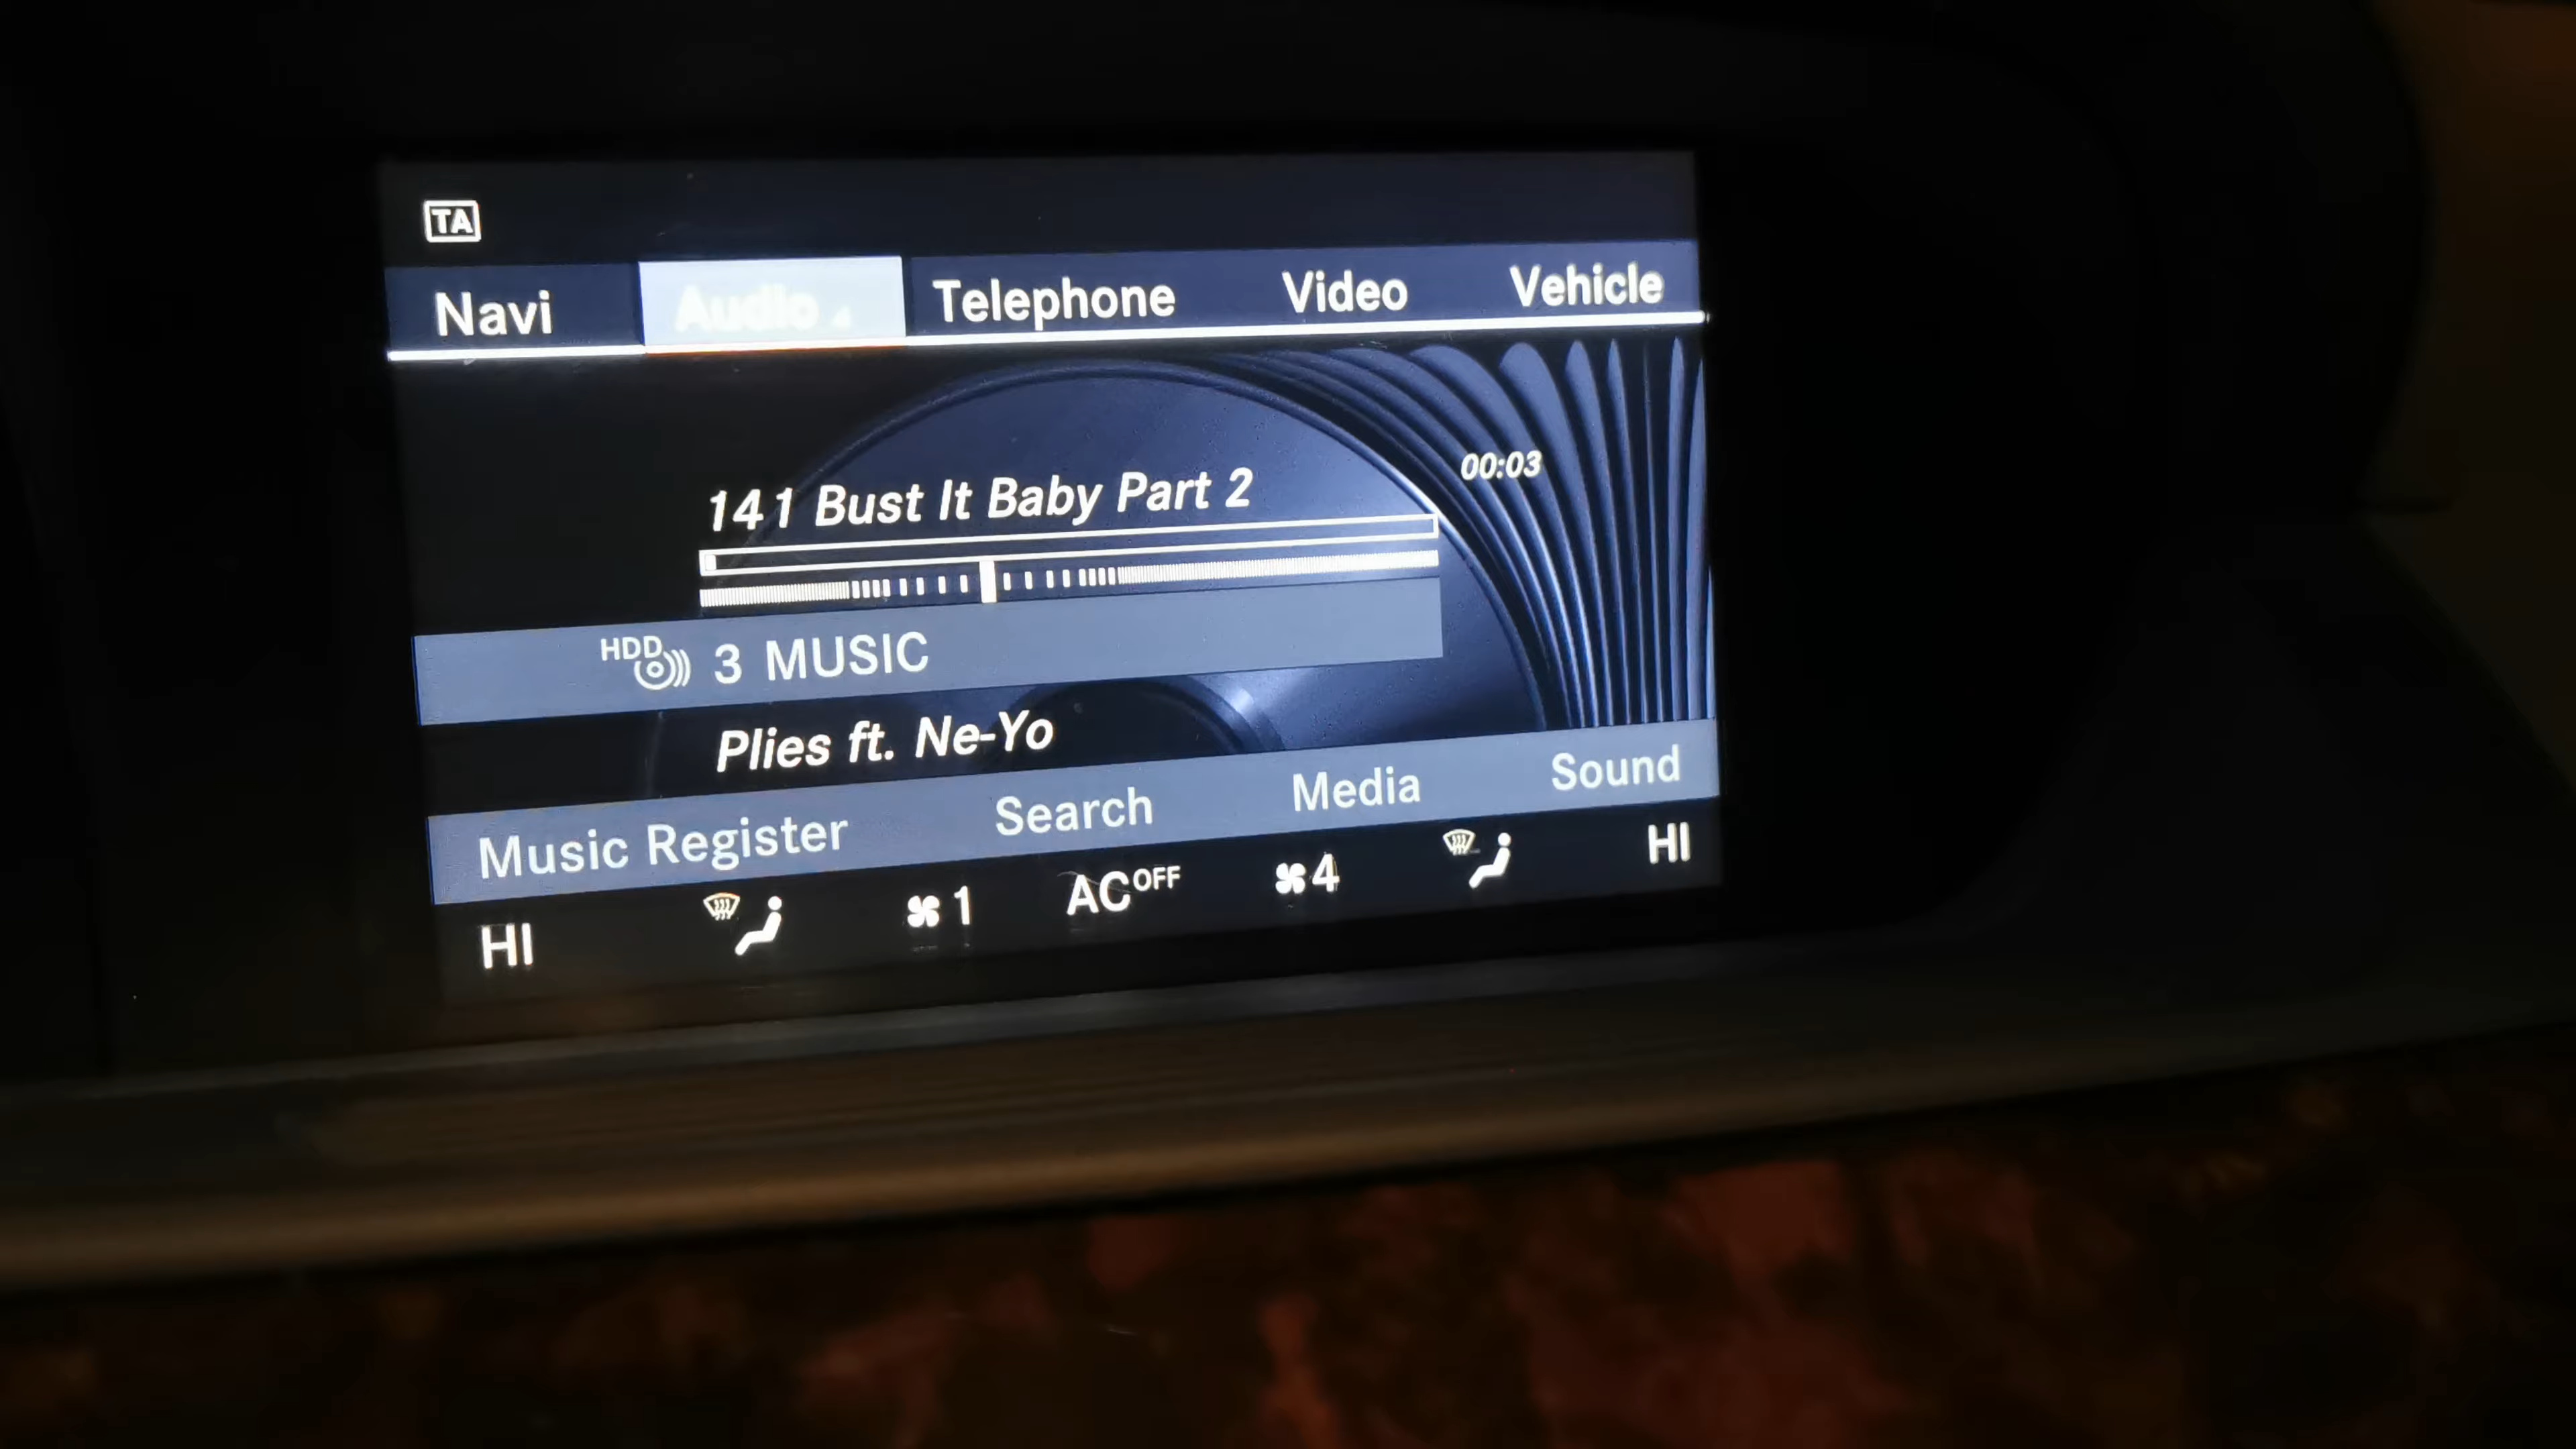 TA
Navi Audio Telephone Video Vehicle
00:03
141 Bust It Baby Part 2
HDD 3 MUSIC
Plies ft. Ne-Yo
Music Register Search Media Sound
HI 1 AC OFF 4 HI